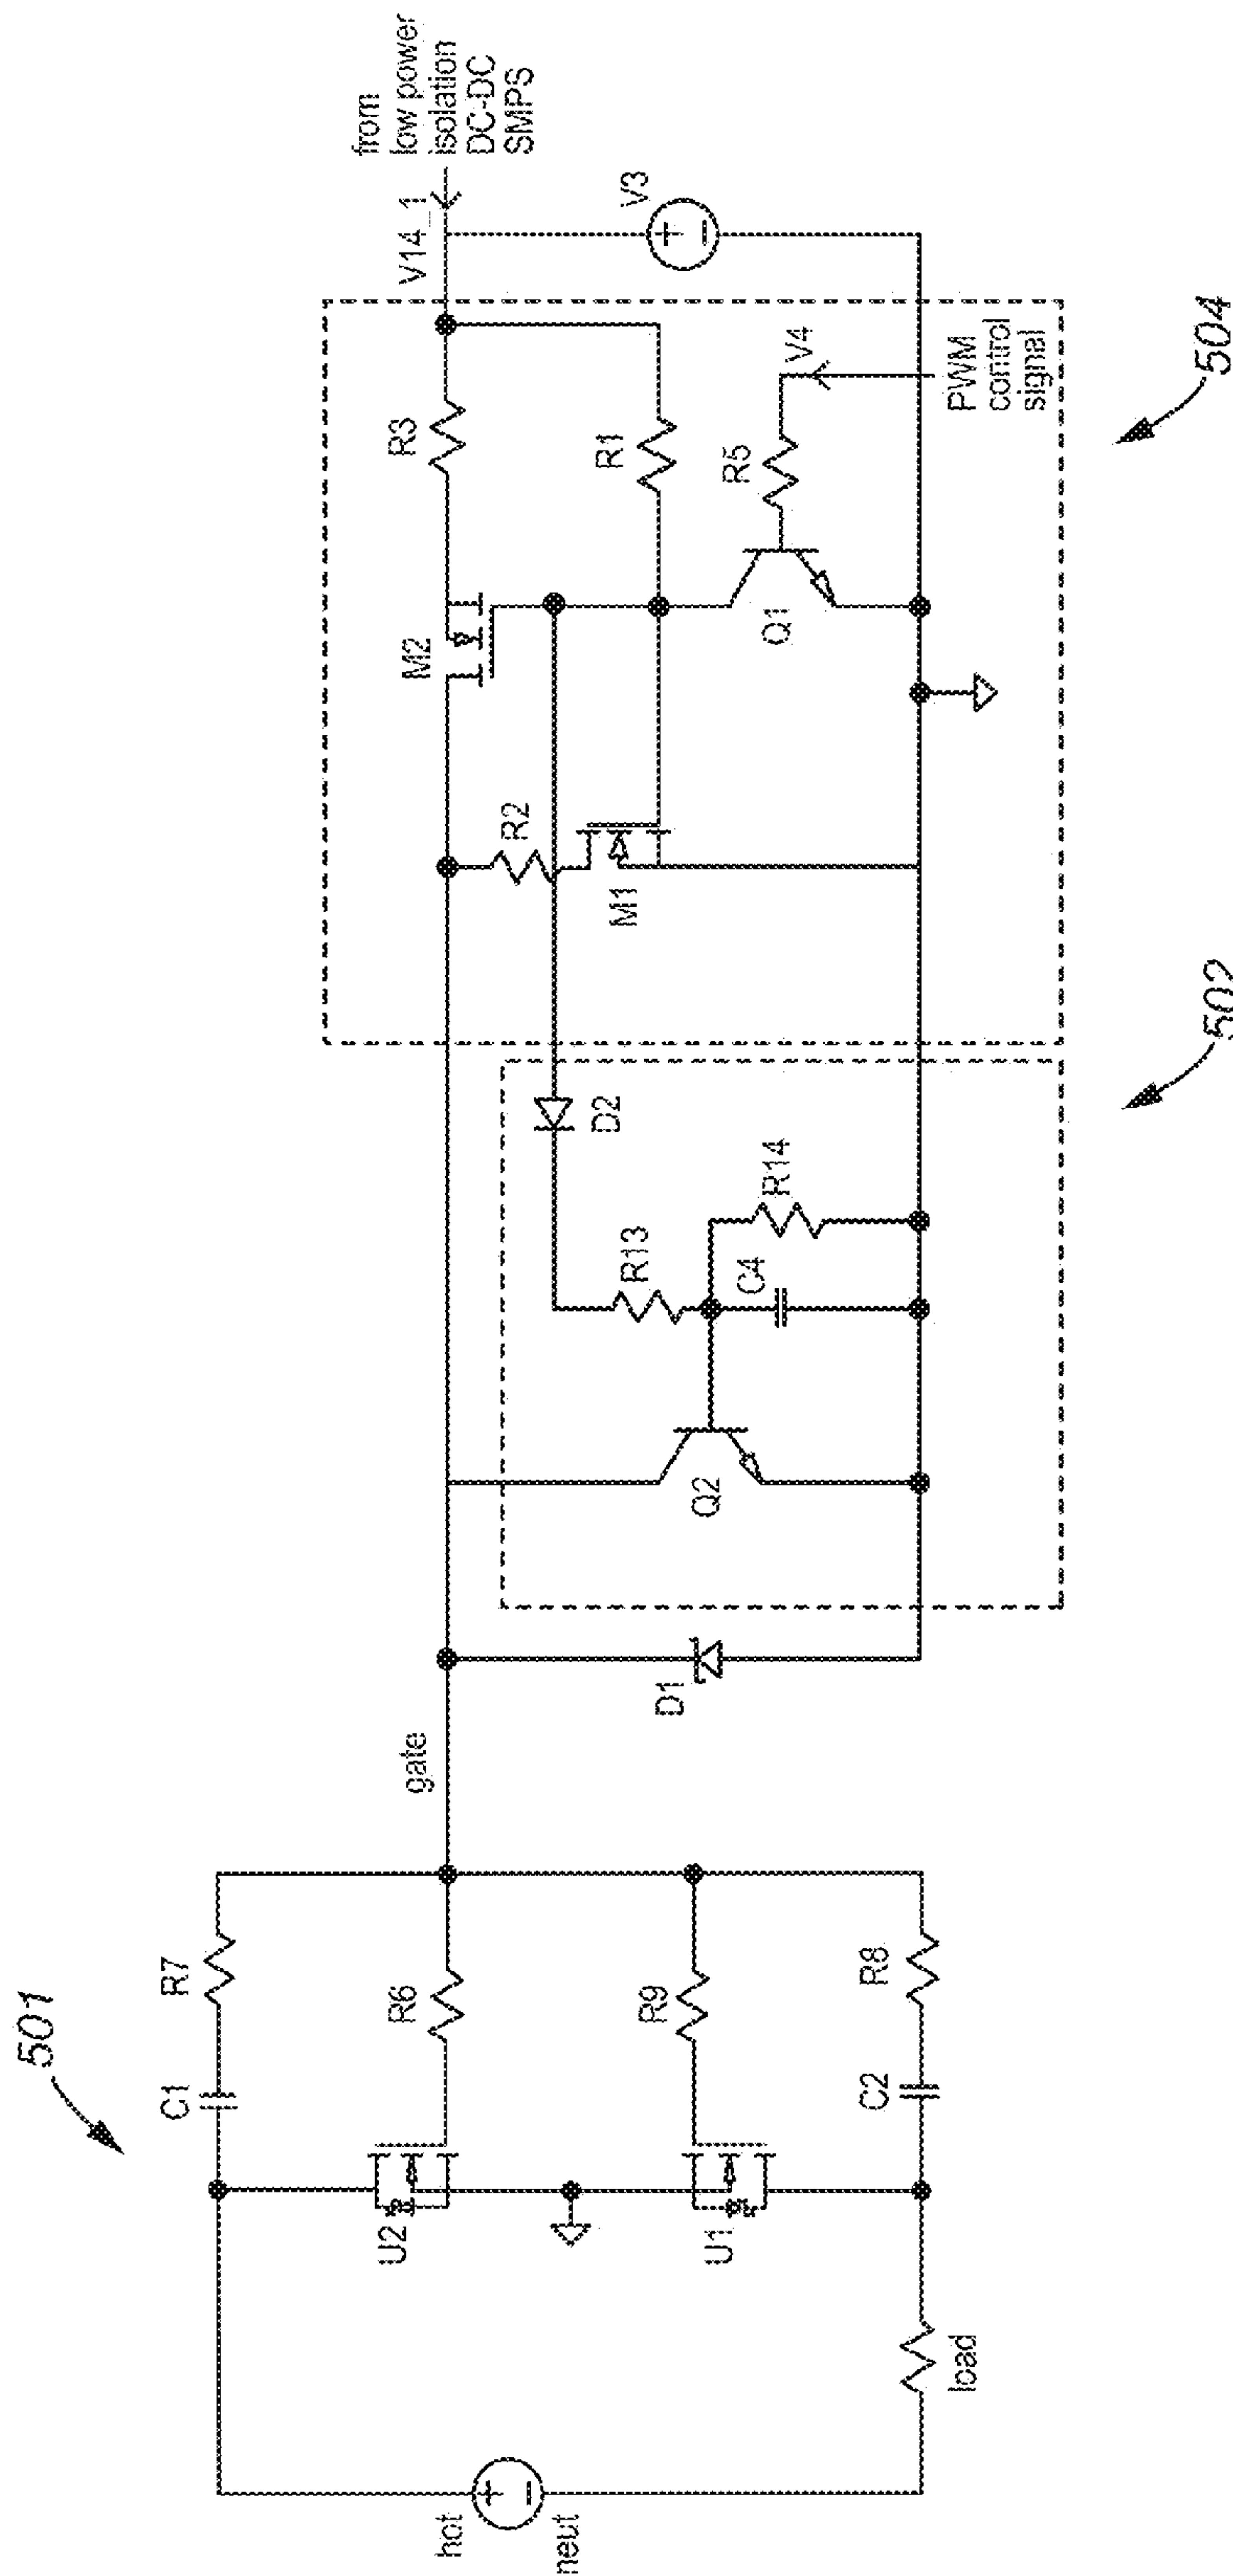 501
502
504
hot
neut
load
C1
R7
U2
R6
U1
R9
C2
R8
gate
D1
Q2
R13
C4
R14
D2
M1
R2
M2
R3
R1
Q1
R5
V4
PWM
control
signal
V14_1
V3
from
low power
isolation
DC-DC
SMPS